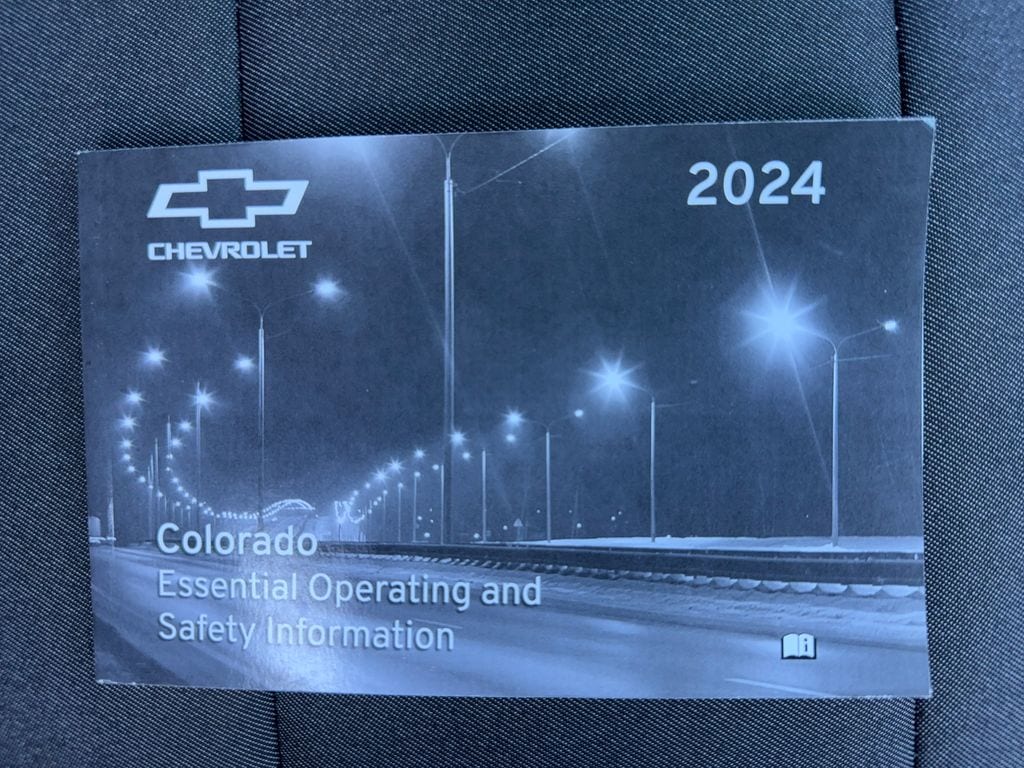 CHEVROLET
2024
Colorado
Essential Operating and
Safety Information